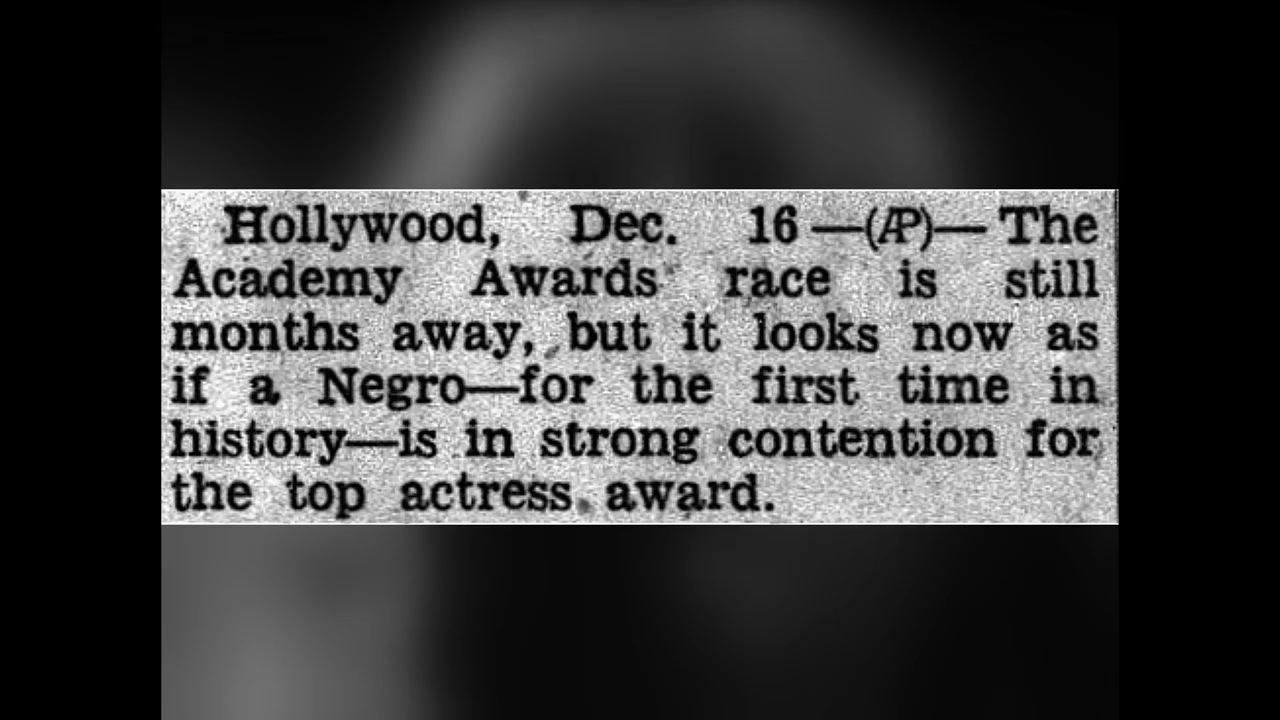 Hollywood, Dec. 16 —(AP)— The
Academy Awards race is still
months away, but it looks now as
if a Negro—for the first time in
history—is in strong contention for
the top actress award.